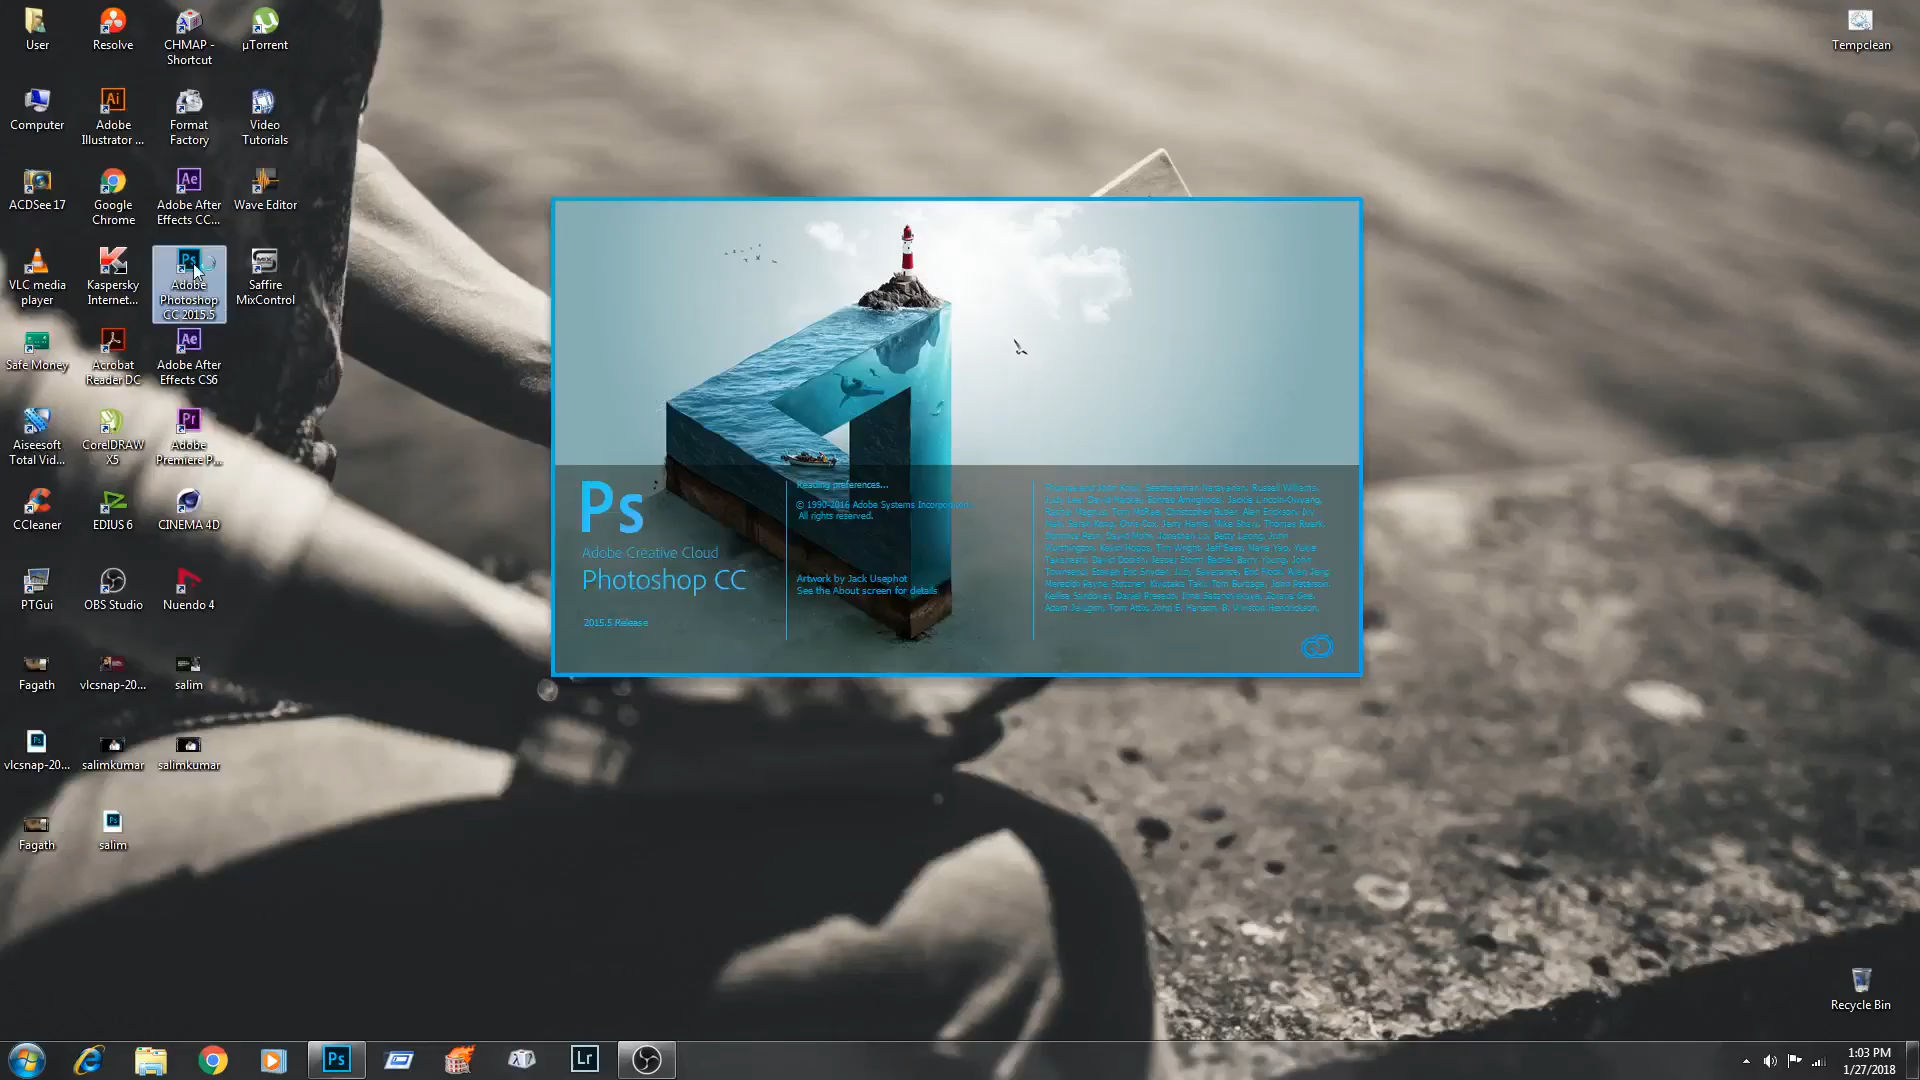 User
Resolve
CHMAP -
Shortcut
µTorrent
Tempclean
Computer
Adobe
Illustrator ...
Format
Factory
Video
Tutorials
ACDSee 17
Google
Chrome
Adobe After
Effects CC...
Wave Editor
VLC media
player
Kaspersky
Internet...
Adobe
Photoshop
CC 2015.5
Saffire
MixControl
Safe Money
Acrobat
Reader DC
Adobe After
Effects CS6
Aiseesoft
Total Vid...
CorelDRAW
X5
Adobe
Premiere P...
CCleaner
EDIUS 6
CINEMA 4D
PTGui
OBS Studio
Nuendo 4
Fagath
vlcsnap-20...
salim
vlcsnap-20...
salimkumar
salimkumar
Fagath
salim
Ps
Adobe Creative Cloud
Photoshop CC
2015.5 Release
Reading preferences...
© 1990-2016 Adobe Systems Incorporated
All rights reserved.
Artwork by Jack Usephot
See the About screen for details
Recycle Bin
Ps
Lr
1:03 PM
1/27/2018